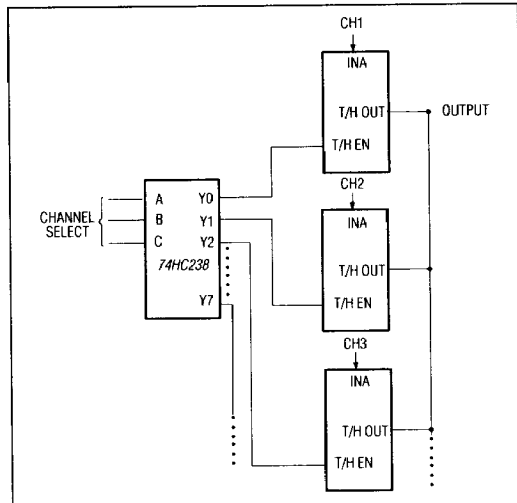 CH1
INA
T/H OUT
OUTPUT
T/H EN
CH2
A Y0
INA
CHANNEL SELECT
B Y1
C Y2
74HC238
T/H OUT
Y7
T/H EN
CH3
INA
T/H OUT
T/H EN